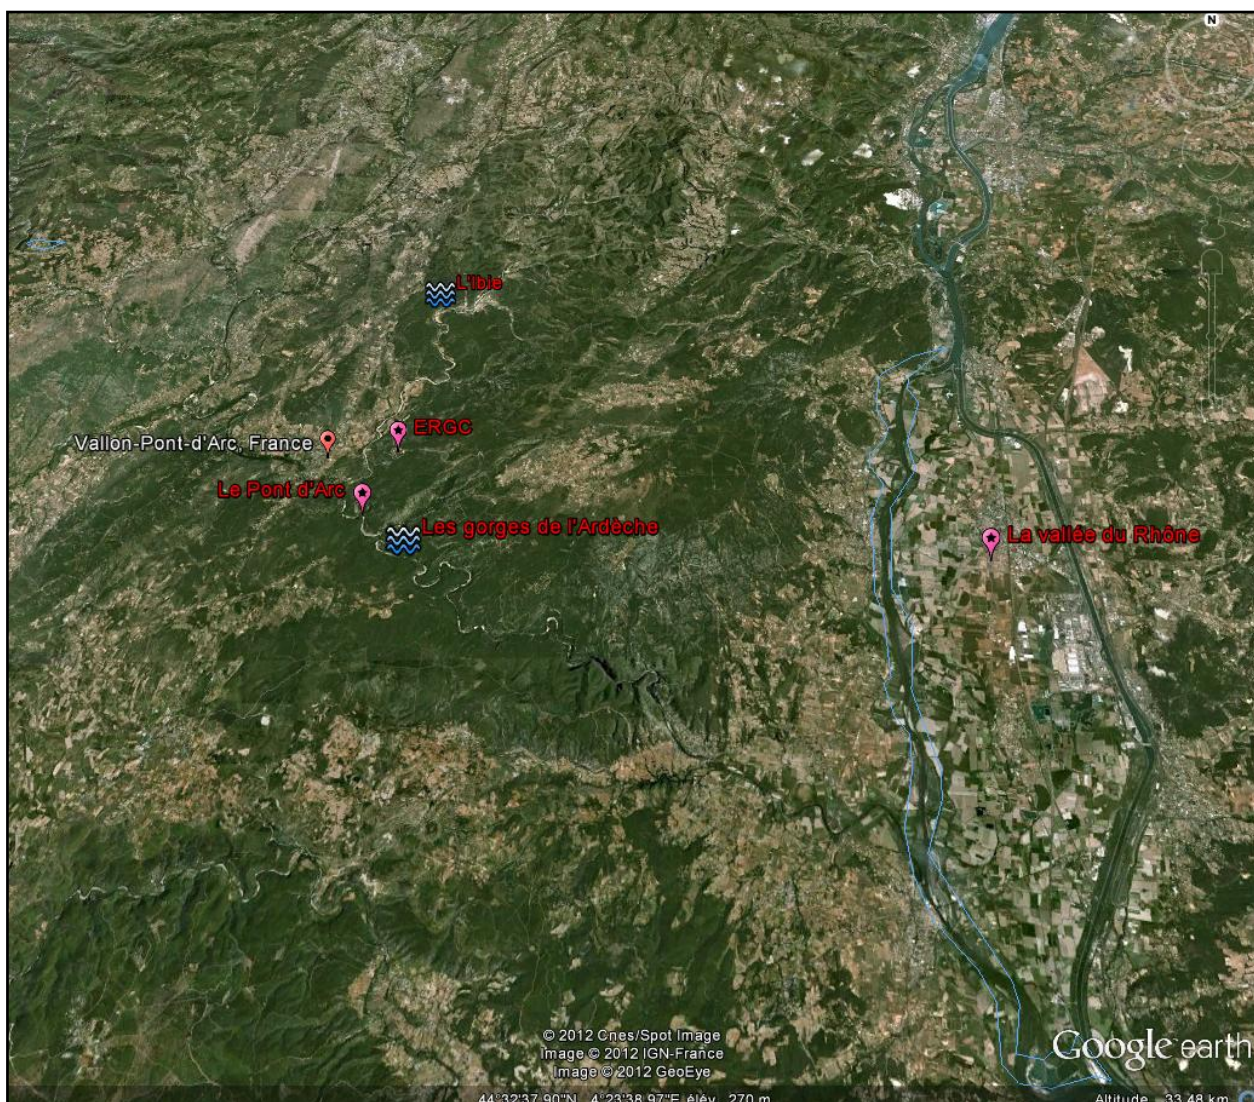 N
L'Ibie
ERGC
Vallon-Pont-d'Arc, France
Le Pont d'Arc
Les gorges de l'Ardèche
La vallée du Rhône
© 2012 Cnes/Spot Image
Image © 2012 IGN-France
Image © 2012 GeoEye
Google earth
44°32'37.90"N 4°23'38.97"E élév. 270 m
Altitude 33.48 km